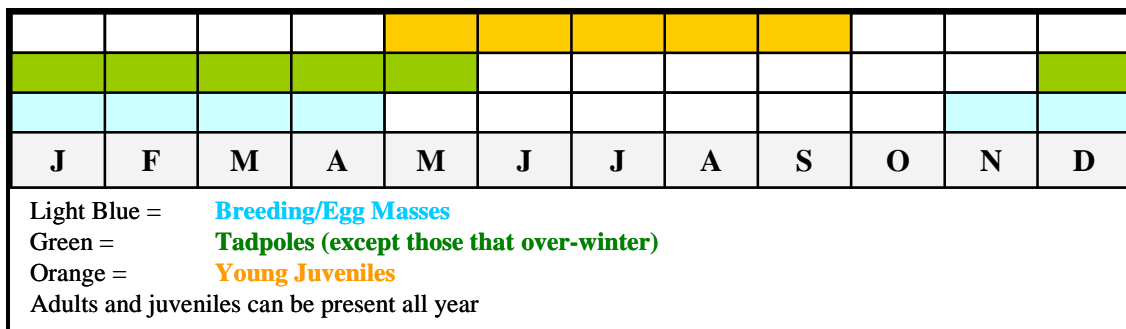 J F M A M J J A S O N D
Light Blue = Breeding/Egg Masses
Green = Tadpoles (except those that over-winter)
Orange = Young Juveniles
Adults and juveniles can be present all year